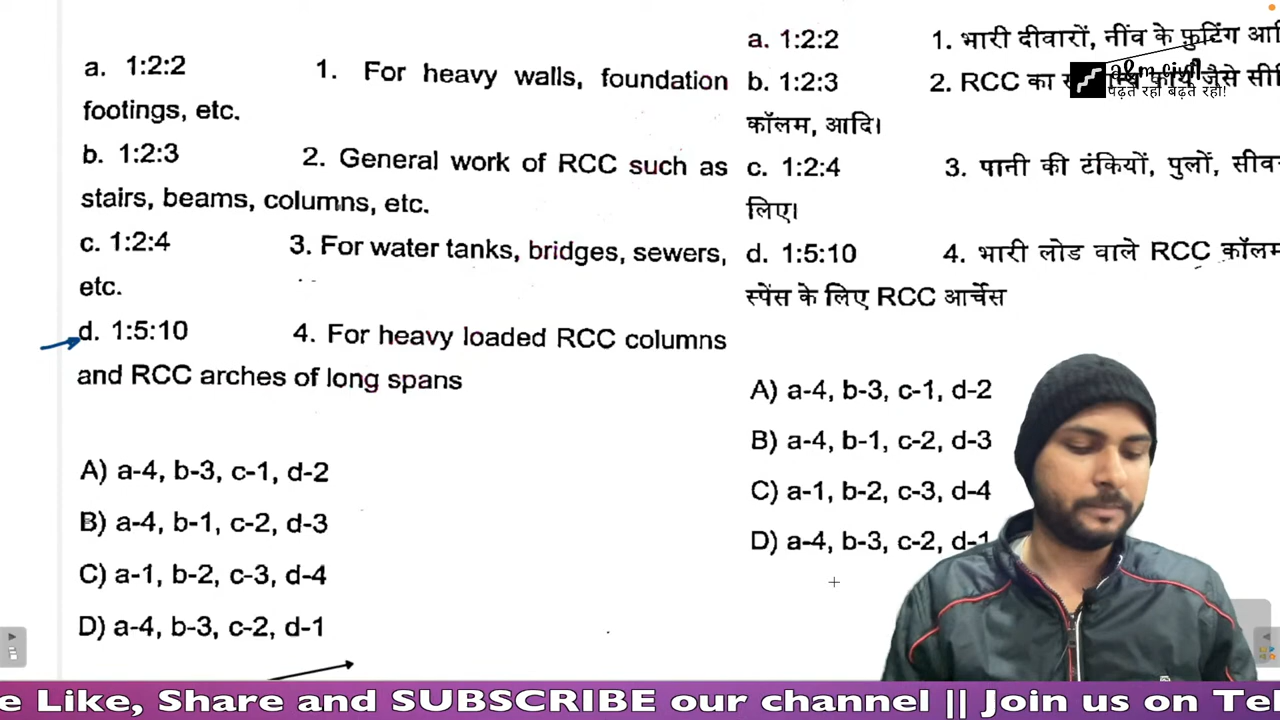 a. 1:2:2 1. For heavy walls, foundation
footings, etc.
b. 1:2:3 2. General work of RCC such as
stairs, beams, columns, etc.
c. 1:2:4 3. For water tanks, bridges, sewers,
etc.
d. 1:5:10 4. For heavy loaded RCC columns
and RCC arches of long spans
A) a-4, b-3, c-1, d-2
B) a-4, b-1, c-2, d-3
C) a-1, b-2, c-3, d-4
D) a-4, b-3, c-2, d-1
a. 1:2:2 1. भारी दीवारों, नींव के फुटिंग
b. 1:2:3 2. RCC का कार्य जैसे
कॉलम, आदि।
c. 1:2:4 3. पानी की टंकियों, पुलों,
लिए।
d. 1:5:10 4. भारी लोड वाले RCC कॉलम
स्पेंस के लिए RCC आर्चेस
A) a-4, b-3, c-1, d-2
B) a-4, b-1, c-2, d-3
C) a-1, b-2, c-3, d-4
D) a-4, b-3, c-2, d-1
पढ़ते रहो बढ़ते रहो!
e Like, Share and SUBSCRIBE our channel || Join us on Tel